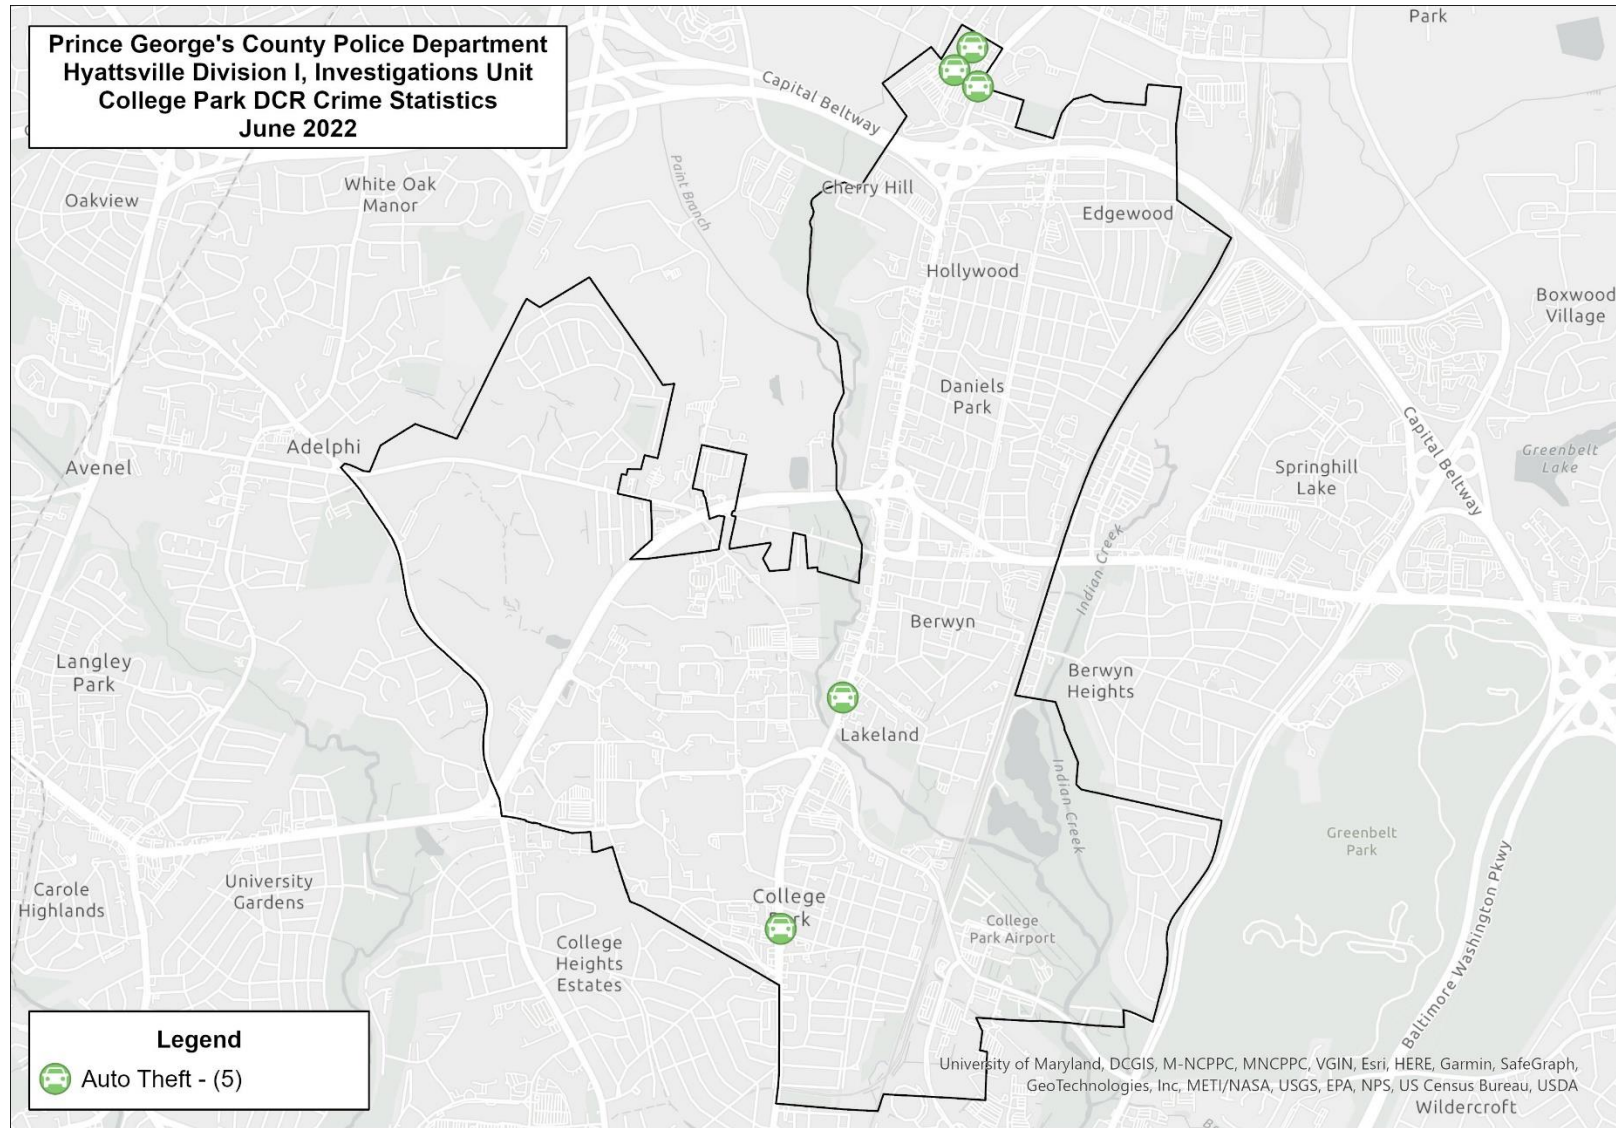 Prince George's County Police Department
Hyattsville Division I, Investigations Unit
College Park DCR Crime Statistics
June 2022
Park
Capital Beltway
Paint Branch
White Oak
Manor
Oakview
Cherry Hill
Edgewood
Hollywood
Boxwood
Village
Daniels
Park
Capital Beltway
Adelphi
Avenel
Springhill
Lake
Greenbelt
Lake
Indian Creek
Berwyn
Langley
Park
Berwyn
Heights
Lakeland
Indian Creek
Greenbelt
Park
Carole
Highlands
University
Gardens
College
College
Park Airport
College
Heights
Estates
Baltimore Washington Pkwy
Legend
Auto Theft - (5)
University of Maryland, DCGIS, M-NCPPC, MNCPPC, VGIN, Esri, HERE, Garmin, SafeGraph,
GeoTechnologies, Inc, METI/NASA, USGS, EPA, NPS, US Census Bureau, USDA
Wildercroft